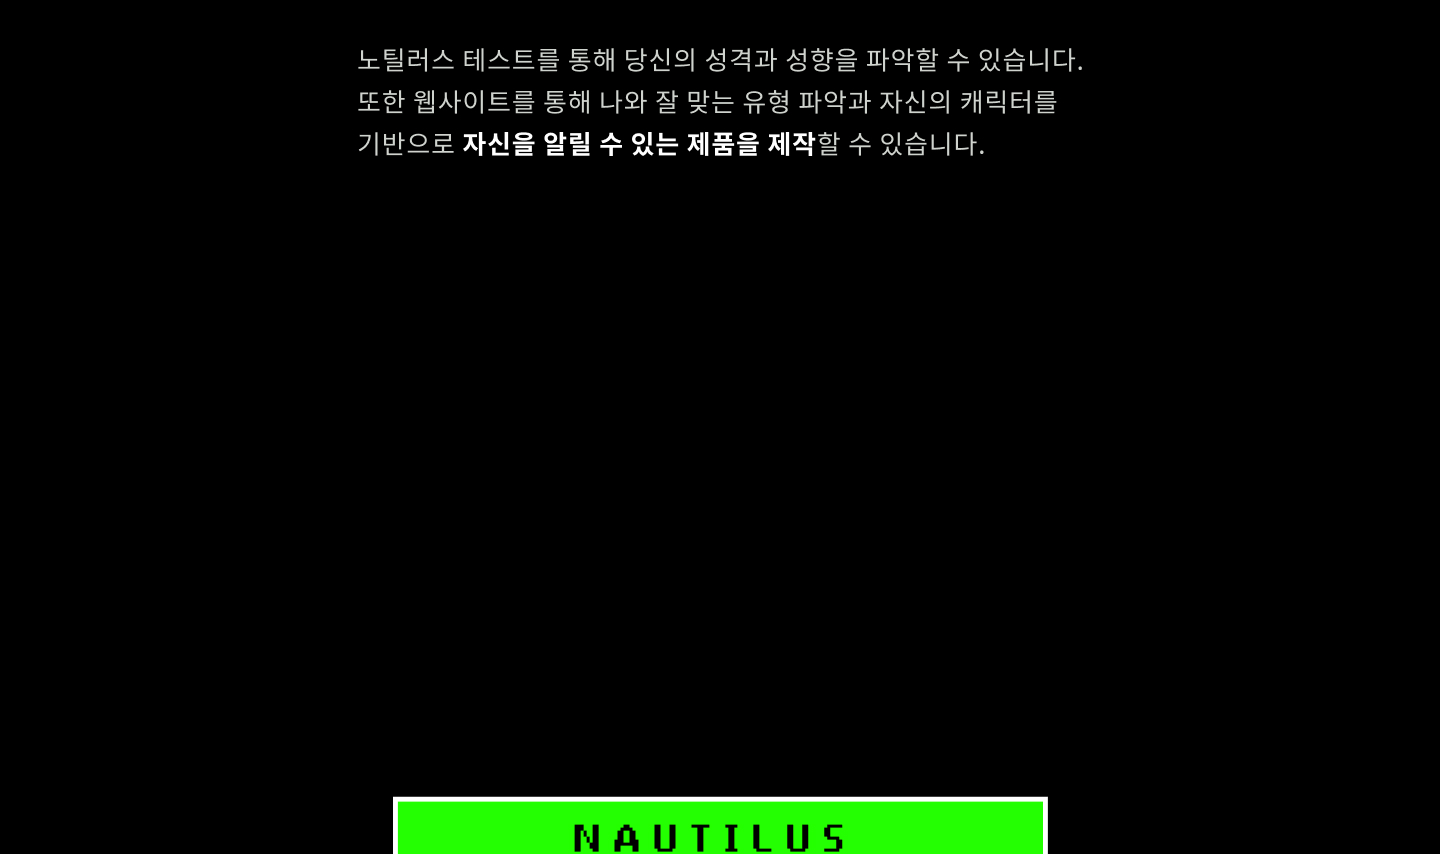 노틸러스 테스트를 통해 당신의 성격과 성향을 파악할 수 있습니다.
또한 웹사이트를 통해 나와 잘 맞는 유형 파악과 자신의 캐릭터를
기반으로 자신을 알릴 수 있는 제품을 제작할 수 있습니다.
NAUTILUS